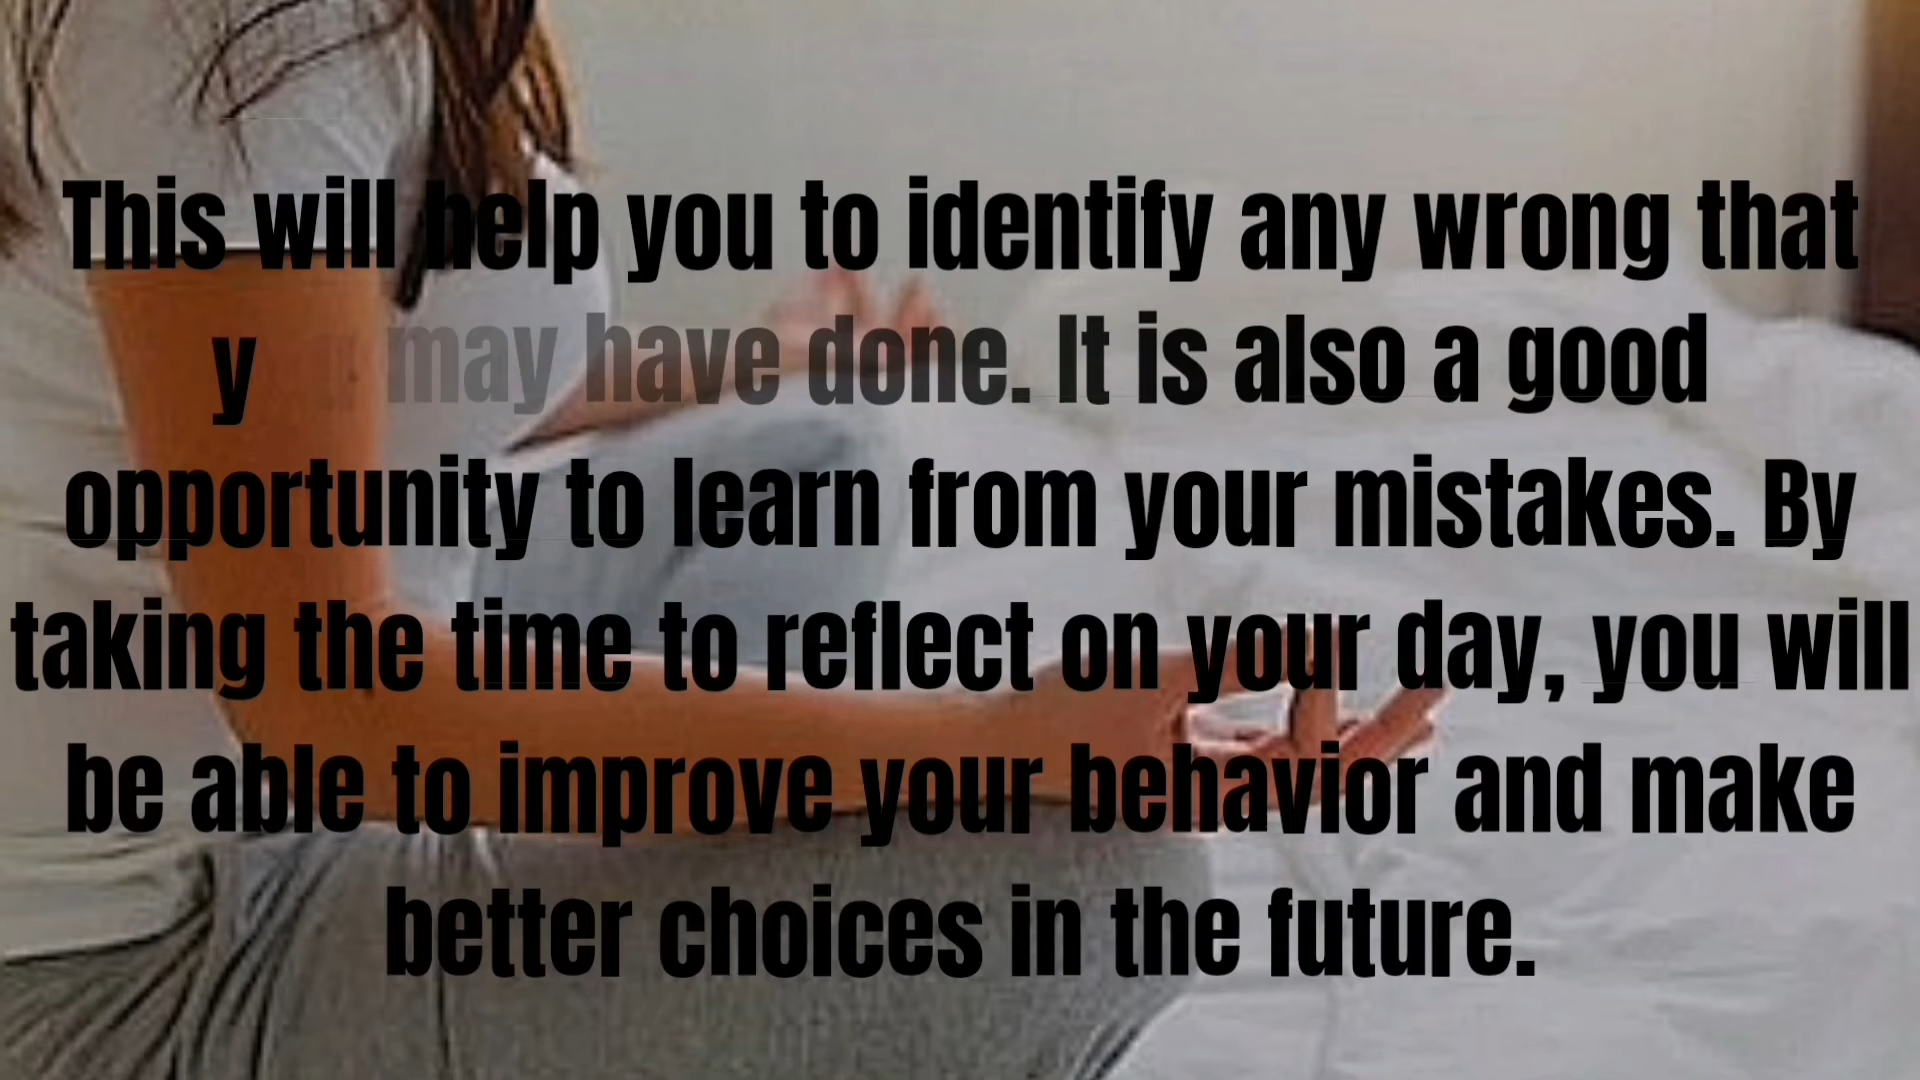 This will help you to identify any wrong that
y may have done. It is also a good
opportunity to learn from your mistakes. By
taking the time to reflect on your day, you will
be able to improve your behavior and make
better choices in the future.